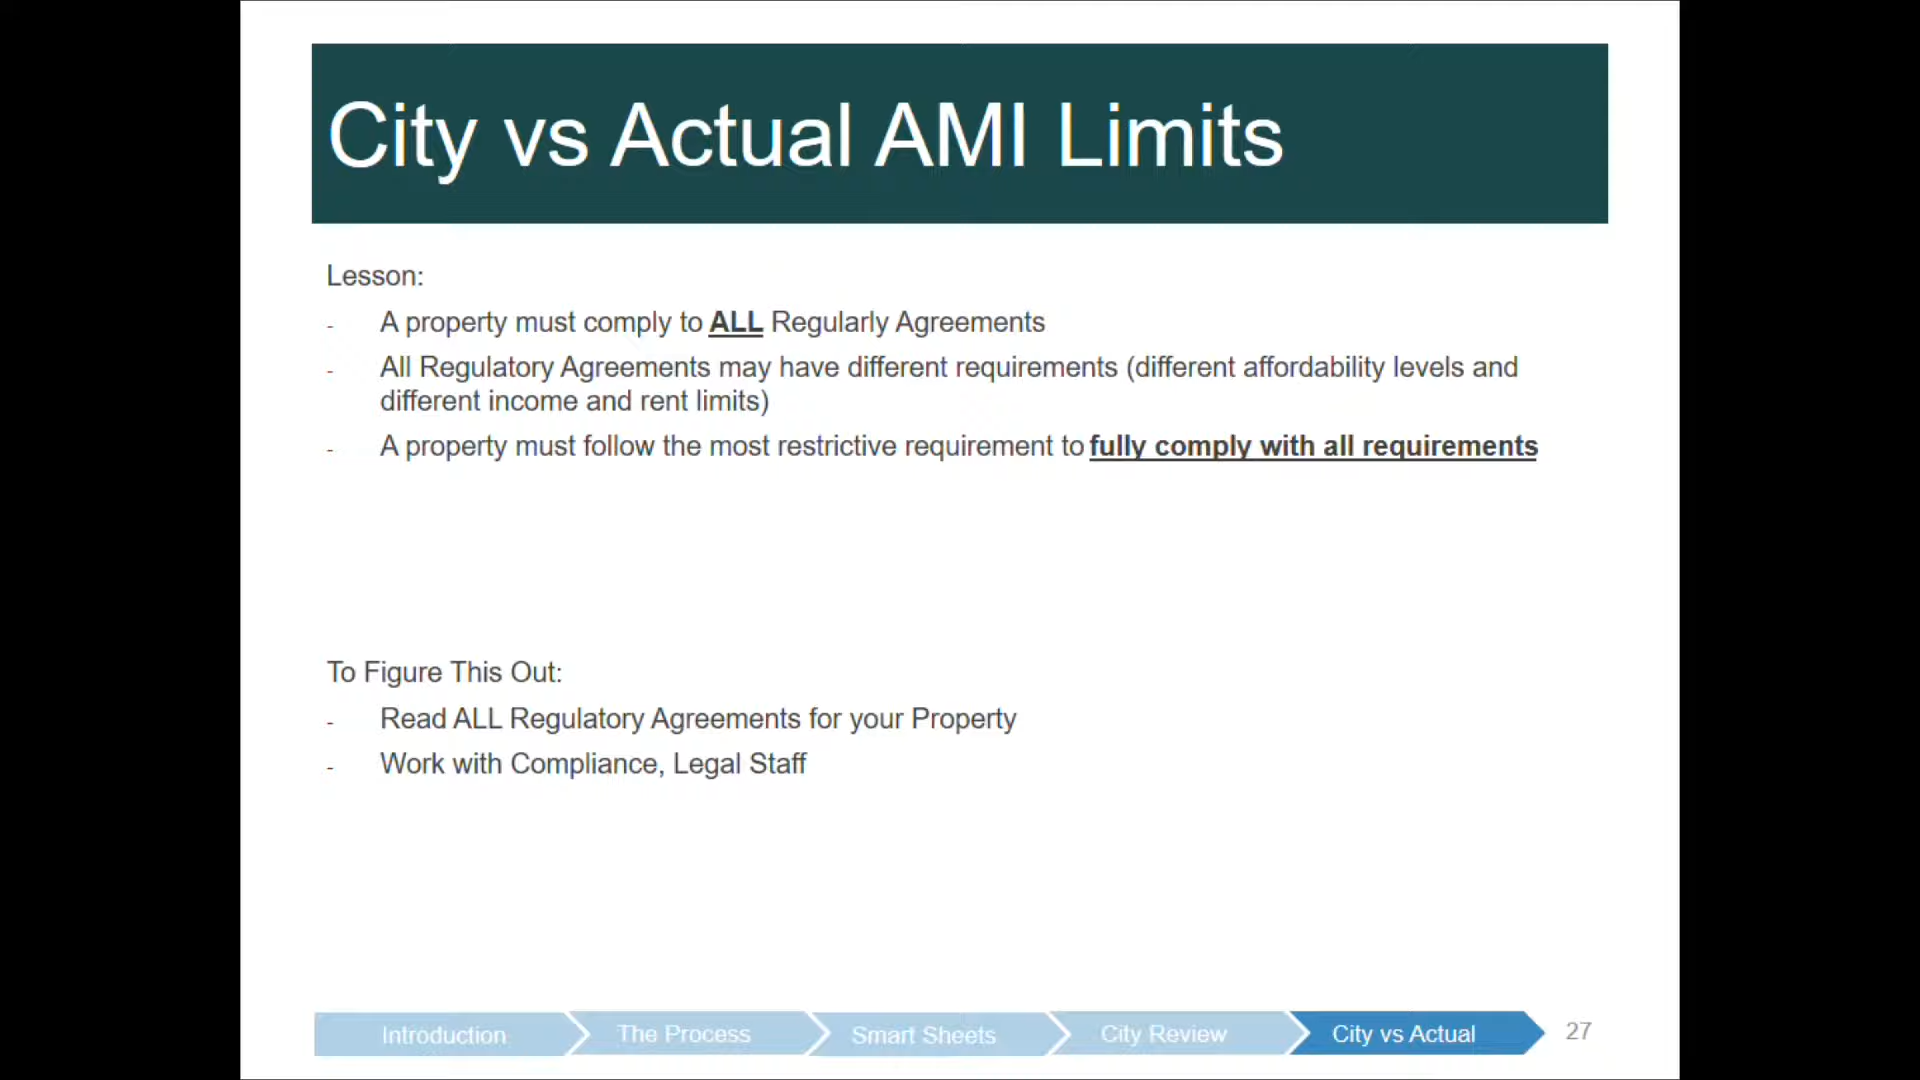 City vs Actual AMI Limits
Lesson:
- A property must comply to ALL Regularly Agreements
- All Regulatory Agreements may have different requirements (different affordability levels and
different income and rent limits)
- A property must follow the most restrictive requirement to fully comply with all requirements
To Figure This Out:
- Read ALL Regulatory Agreements for your Property
- Work with Compliance, Legal Staff
Introduction The Process Smart Sheets City Review City vs Actual 27